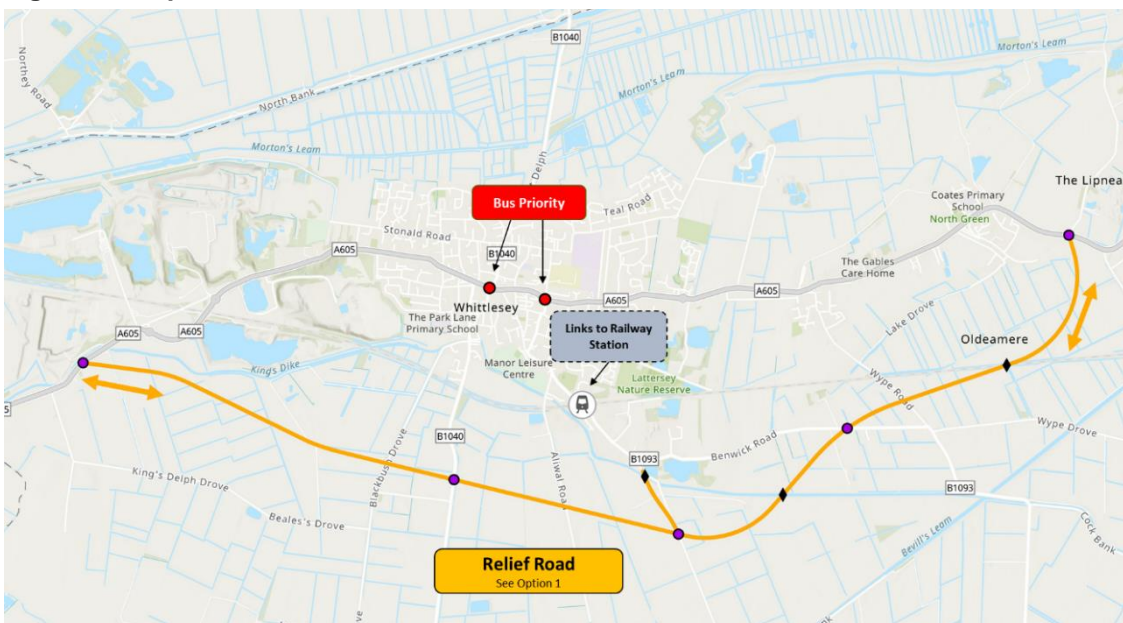 B1040
Northey Road
North Bank
Morton's Leam
Morton's Leam
Morton's Leam
Delph
Bus Priority
Teal Road
Stonald Road
The Lipnea
Coates Primary
School
North Green
A605
B1040
The Gables
Care Home
Whittlesey
A605
A605
The Park Lane
Primary School
Links to Railway
Station
A605
A605
Lake Drove
Oldeamere
King's Dike
Manor Leisure
Centre
Lattersey
Nature Reserve
Wype Road
5
Blackbush Drove
B1040
Aliwal Road
Benwick Road
Wype Drove
B1093
B1093
King's Delph Drove
Beales's Drove
Bevill's Leam
Cock Bank
Relief Road
See Option 1